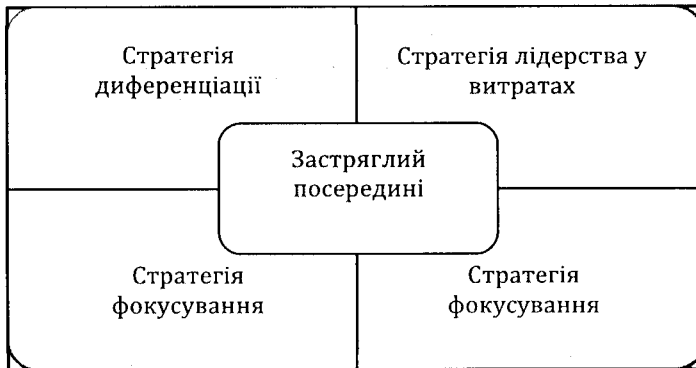 Стратегія
диференціації
Стратегія лідерства у
витратах
Застряглий
посередині
Стратегія
фокусування
Стратегія
фокусування